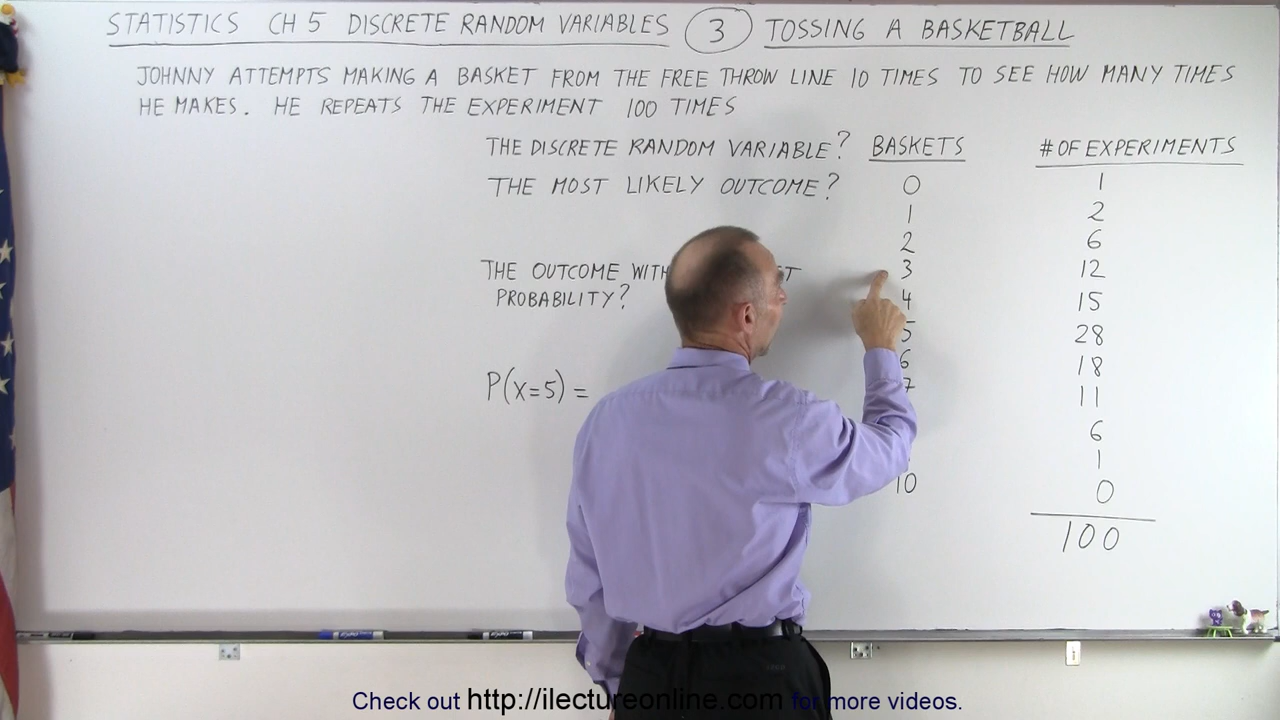 STATISTICS CH 5 DISCRETE RANDOM VARIABLES 3 TOSSING A BASKETBALL
JOHNNY ATTEMPTS MAKING A BASKET FROM THE FREE THROW LINE 10 TIMES TO SEE HOW MANY TIMES
HE MAKES. HE REPEATS THE EXPERIMENT 100 TIMES
THE DISCRETE RANDOM VARIABLE? BASKETS # OF EXPERIMENTS
THE MOST LIKELY OUTCOME? 0 1
1 2
2 6
THE OUTCOME 3 12
PROBABILITY? 4 15
5 28
6 18
P(X=5) = 7 11
6
1
10 0
100
Check out http://ilectureonline.com for more videos.